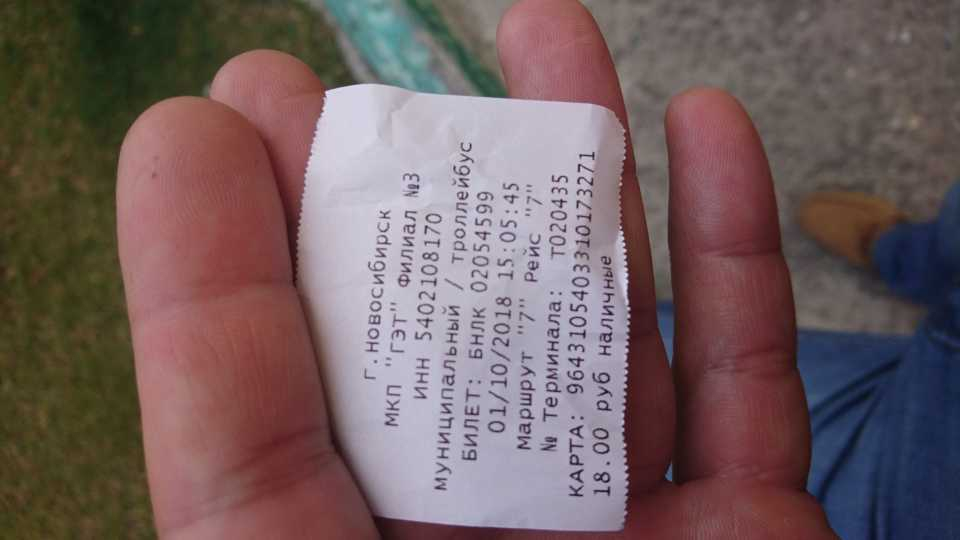 г.Новосибирск
МКП "ГЭТ" Филиал №3
ИНН 5402108170
муниципальный / троллейбус
БИЛЕТ: БНЛК 02054599
01/10/2018 15:05:45
Маршрут "7" Рейс "7"
№ Терминала: Т020435
КАРТА: 9643105403310173271
18.00 руб наличные